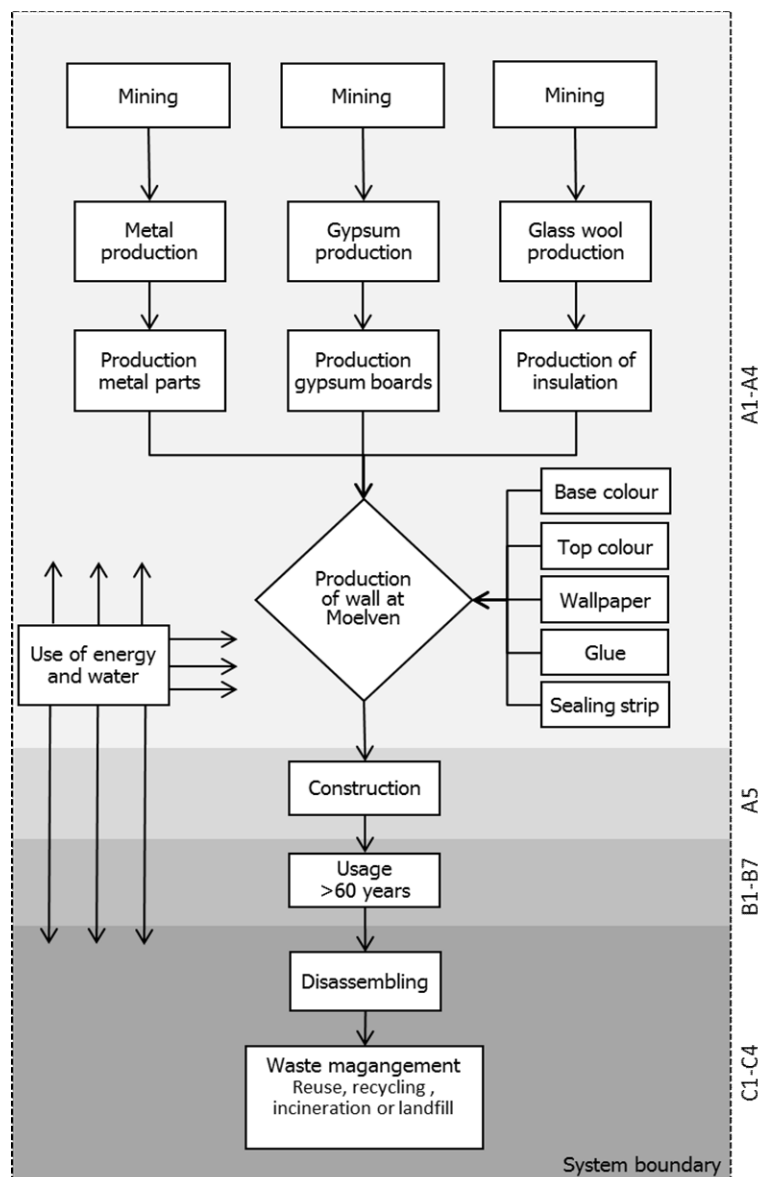 Mining
Mining
Mining
Metal
production
Gypsum
production
Glass wool
production
Production
metal parts
Production
gypsum boards
Production of
insulation
A1-A4
Base colour
Top colour
Wallpaper
Glue
Sealing strip
Production
of wall at
Moelven
Use of energy
and water
Construction
A5
Usage
>60 years
B1-B7
Disassembling
Waste magangement
Reuse, recycling ,
incineration or landfill
C1-C4
System boundary